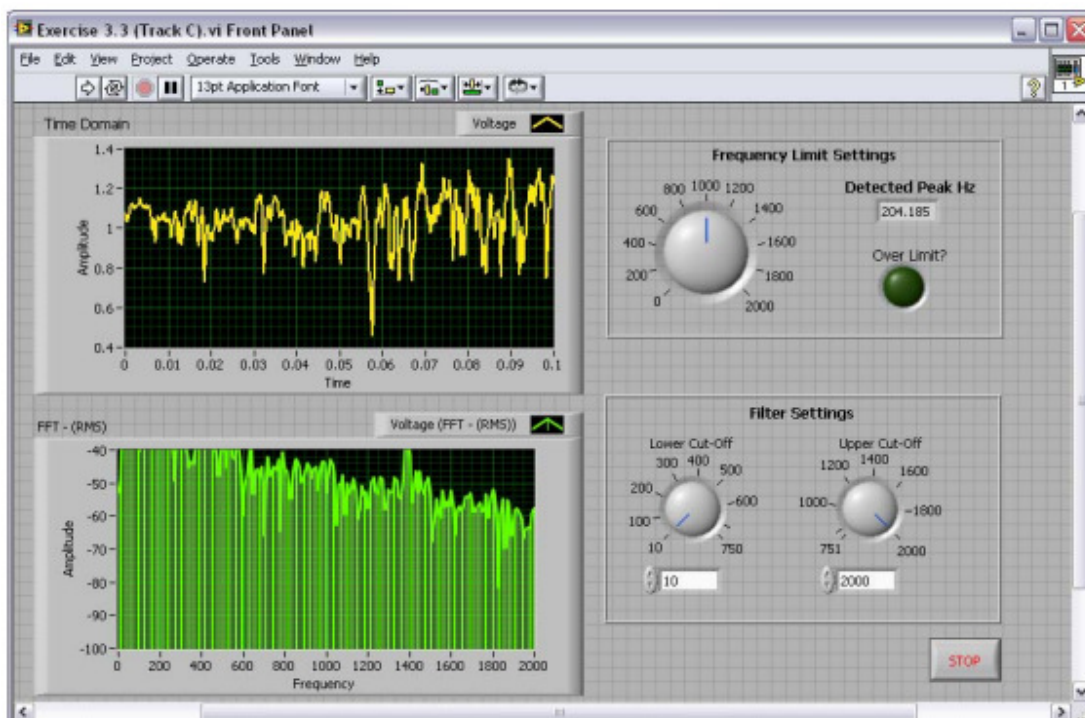 Exercise 3.3 (Track C).vi Front Panel
File Edit View Project Operate Tools Window Help
13pt Application Font
1
Time Domain
Voltage
1.4
1.2
1
0.8
0.6
0.4
Amplitude
0 0.01 0.02 0.03 0.04 0.05 0.06 0.07 0.08 0.09 0.1
Time
Frequency Limit Settings
0 200 400 600 800 1000 1200 1400 1600 1800 2000
Detected Peak Hz
204.185
Over Limit?
FFT - (RMS)
Voltage (FFT - (RMS))
-40
-50
-60
-70
-80
-90
-100
Amplitude
0 200 400 600 800 1000 1200 1400 1600 1800 2000
Frequency
Filter Settings
Lower Cut-Off
10 100 200 300 400 500 600 750
10
Upper Cut-Off
751 1000 1200 1400 1600 1800 2000
2000
STOP